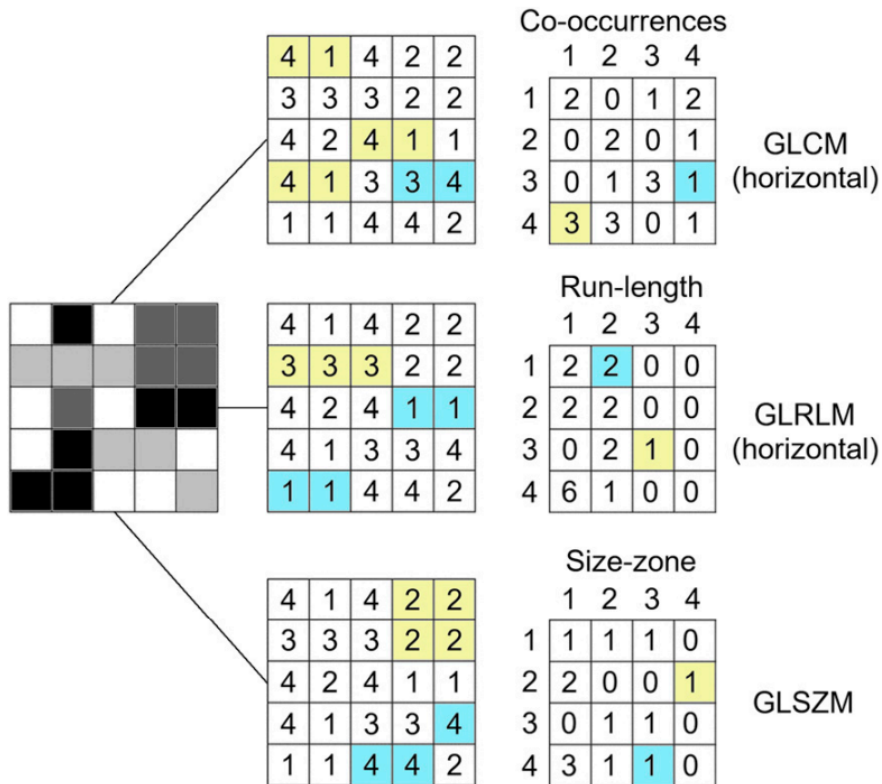 Co-occurrences
1 2 3 4
4 1 4 2 2
3 3 3 2 2
4 2 4 1 1
4 1 3 3 4
1 1 4 4 2
1 2 0 1 2
2 0 2 0 1
3 0 1 3 1
4 3 3 0 1
GLCM
(horizontal)
Run-length
1 2 3 4
4 1 4 2 2
3 3 3 2 2
4 2 4 1 1
4 1 3 3 4
1 1 4 4 2
1 2 2 0 0
2 2 2 0 0
3 0 2 1 0
4 6 1 0 0
GLRLM
(horizontal)
Size-zone
1 2 3 4
4 1 4 2 2
3 3 3 2 2
4 2 4 1 1
4 1 3 3 4
1 1 4 4 2
1 1 1 1 0
2 2 0 0 1
3 0 1 1 0
4 3 1 1 0
GLSZM